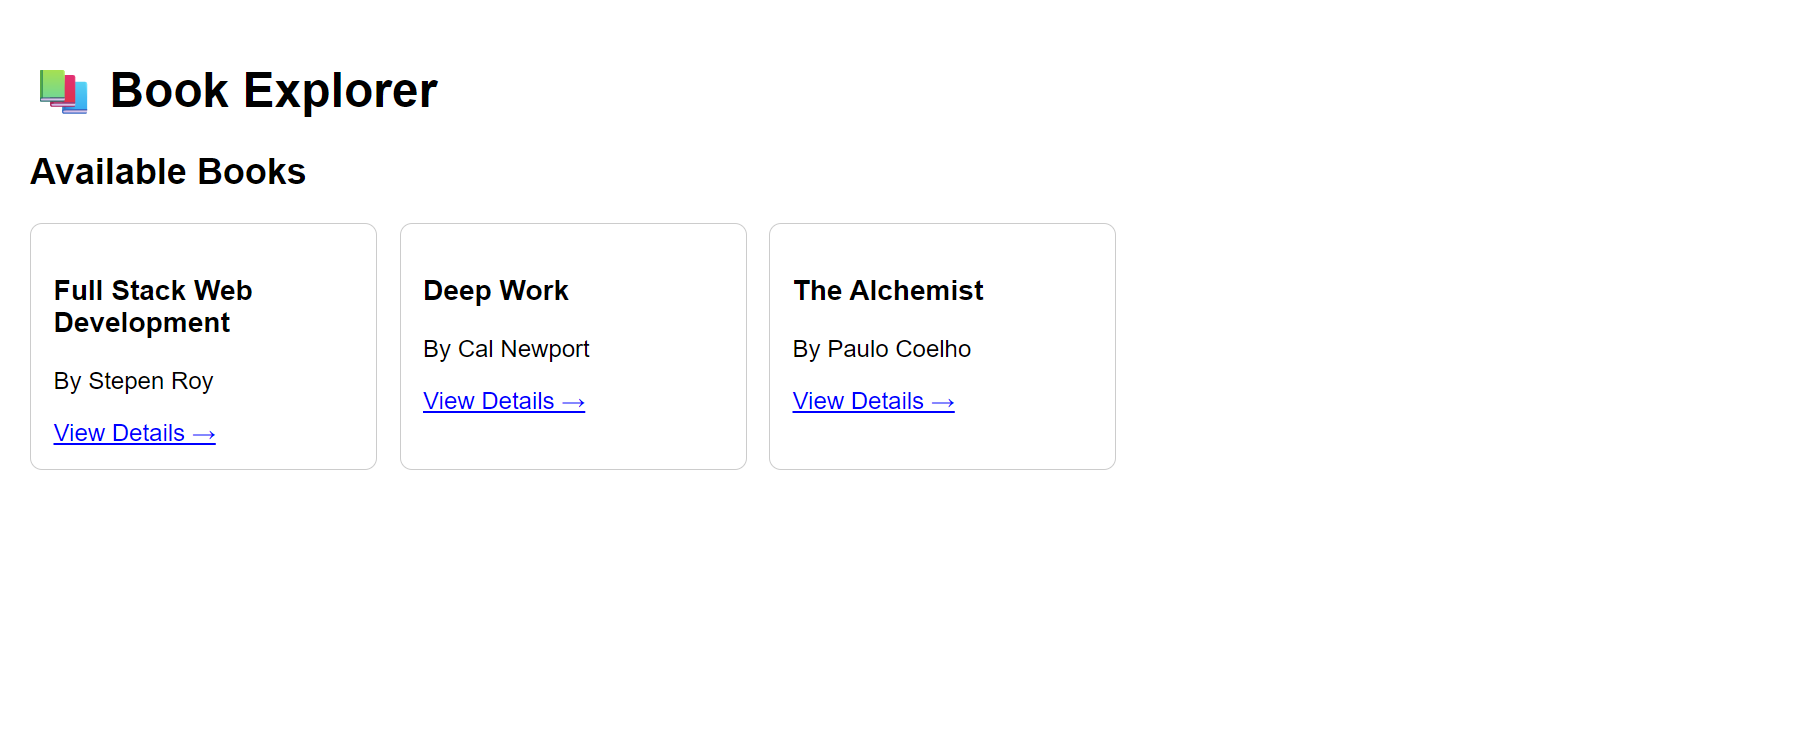 📚 Book Explorer
Available Books
Full Stack Web
Development
By Stepen Roy
View Details →
Deep Work
By Cal Newport
View Details →
The Alchemist
By Paulo Coelho
View Details →